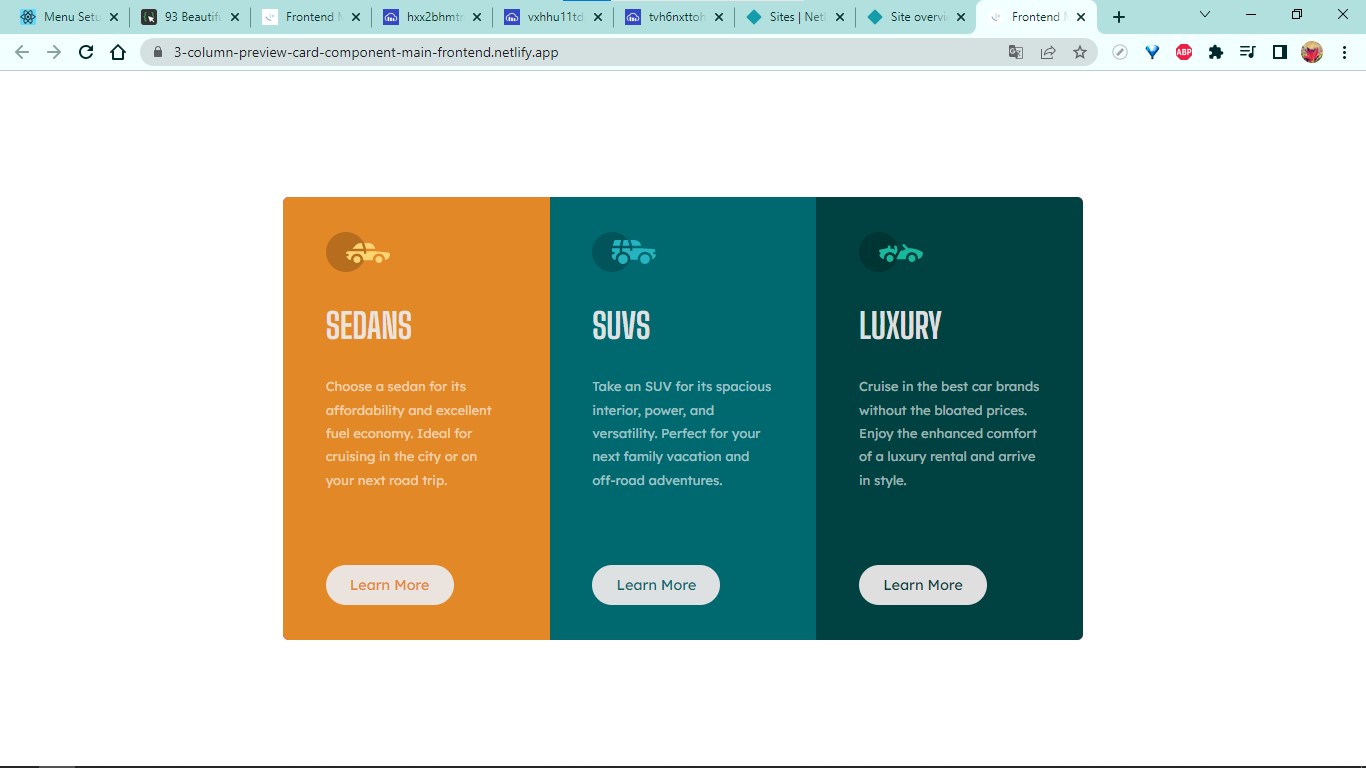 Menu Setu
93 Beautifu
Frontend M
hxx2bhmtr
vxhhu11td
tvh6nxttoh
Sites | Netl
Site overvi
Frontend M
3-column-preview-card-component-main-frontend.netlify.app
ABP
SEDANS
Choose a sedan for its
affordability and excellent
fuel economy. Ideal for
cruising in the city or on
your next road trip.
Learn More
SUVS
Take an SUV for its spacious
interior, power, and
versatility. Perfect for your
next family vacation and
off-road adventures.
Learn More
LUXURY
Cruise in the best car brands
without the bloated prices.
Enjoy the enhanced comfort
of a luxury rental and arrive
in style.
Learn More